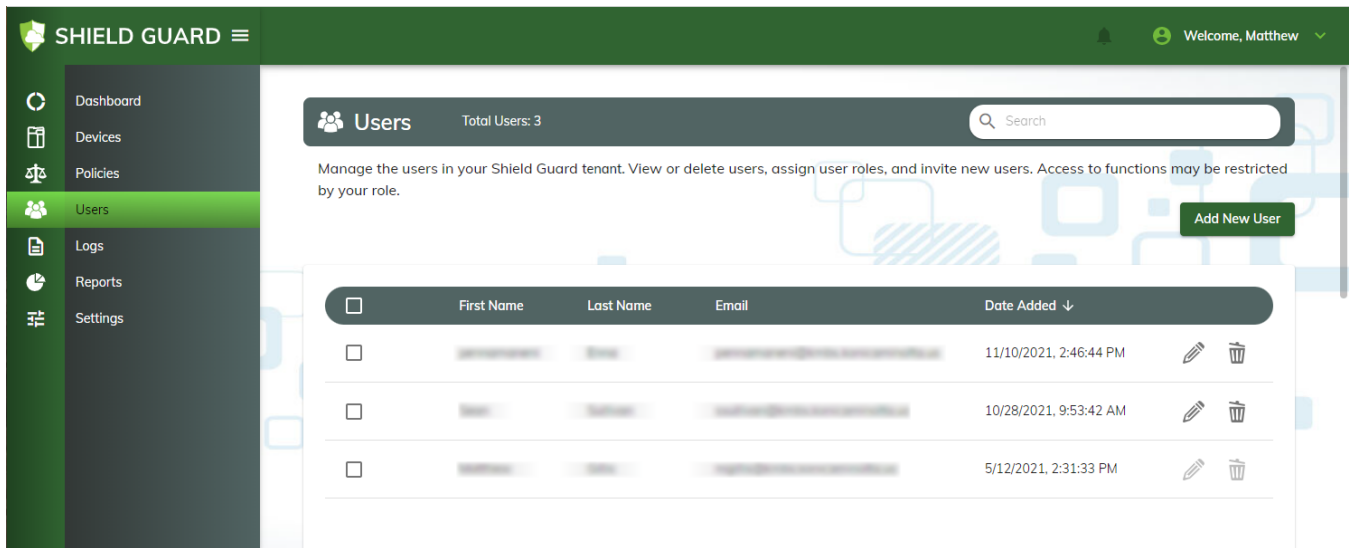 SHIELD GUARD
Welcome, Matthew
Dashboard
Devices
Policies
Users
Logs
Reports
Settings
Users Total Users: 3 Search
Manage the users in your Shield Guard tenant. View or delete users, assign user roles, and invite new users. Access to functions may be restricted
by your role.
Add New User
First Name Last Name Email Date Added ↓
11/10/2021, 2:46:44 PM
10/28/2021, 9:53:42 AM
5/12/2021, 2:31:33 PM